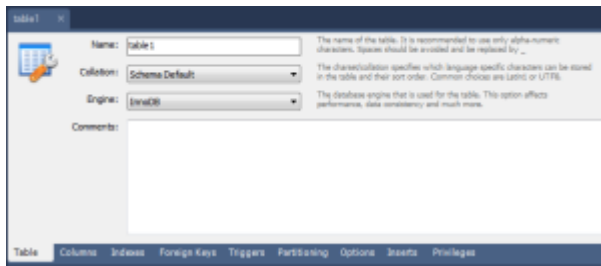 table1 ×
Name: table1
The name of the table. It is recommended to use only alpha-numeric
characters. Spaces should be avoided and be replaced by _
Collation: Schema Default
The charset/collation specifies which language specific characters can be stored
in the table and their sort order. Common choices are Latin1 or UTF8.
Engine: InnoDB
The database engine that is used for the table. This option affects
performance, data consistency and much more.
Comments:
Table Columns Indexes Foreign Keys Triggers Partitioning Options Inserts Privileges